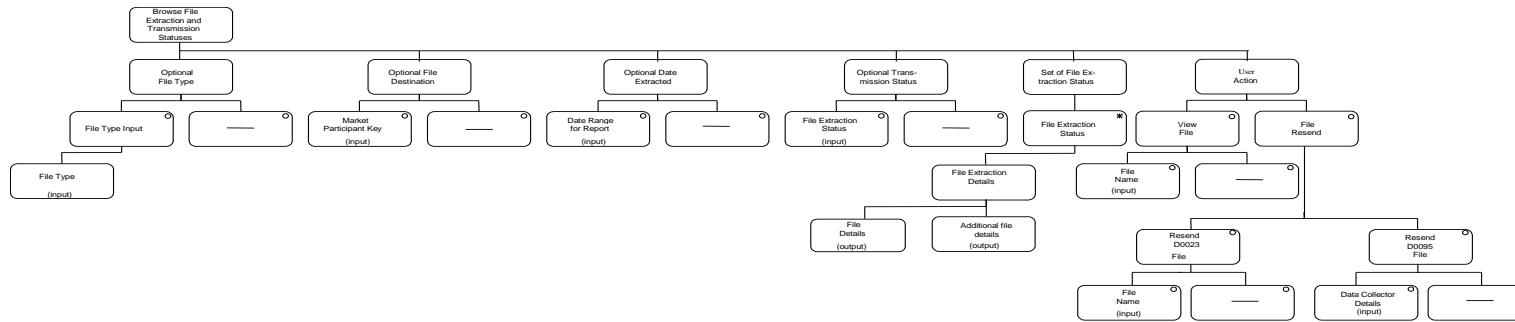 Browse File
Extraction and
Transmission
Statuses
Optional
File Type
Optional File
Destination
Optional Date
Extracted
Optional Trans-
mission Status
Set of File Ex-
traction Status
User
Action
File Type Input
Market
Participant Key
(input)
Date Range
for Report
(input)
File Extraction
Status
(input)
File Extraction
Status
View
File
File
Resend
File Type
(input)
File Extraction
Details
File
Name
(input)
File
Details
(output)
Additional file
details
(output)
Resend
D0023
File
Resend
D0095
File
File
Name
(input)
Data Collector
Details
(input)